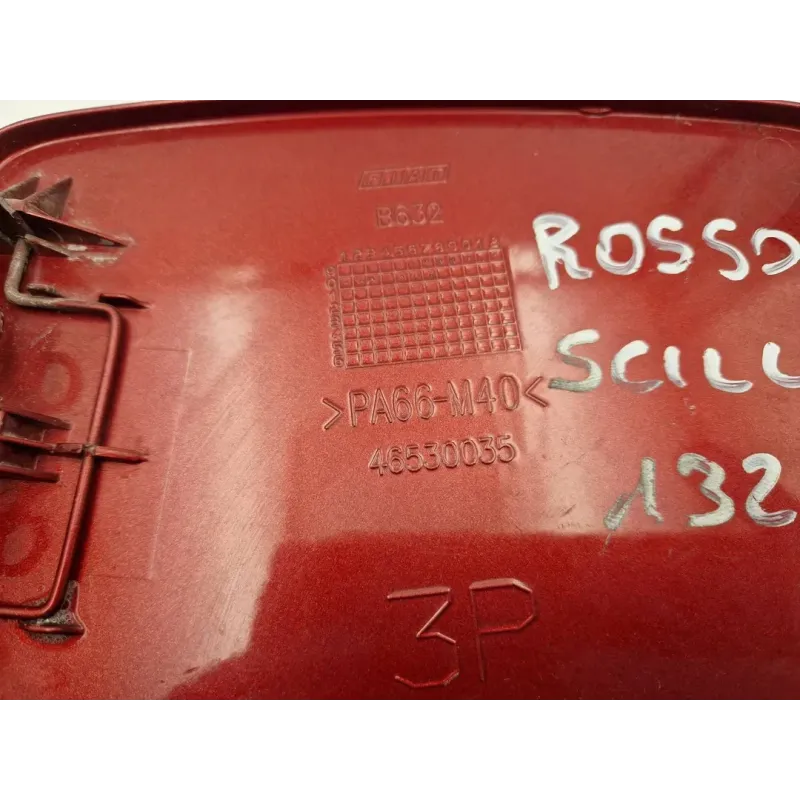 B632
ROSSO
SCILL
>PA66-M40<
46530035
132
3P